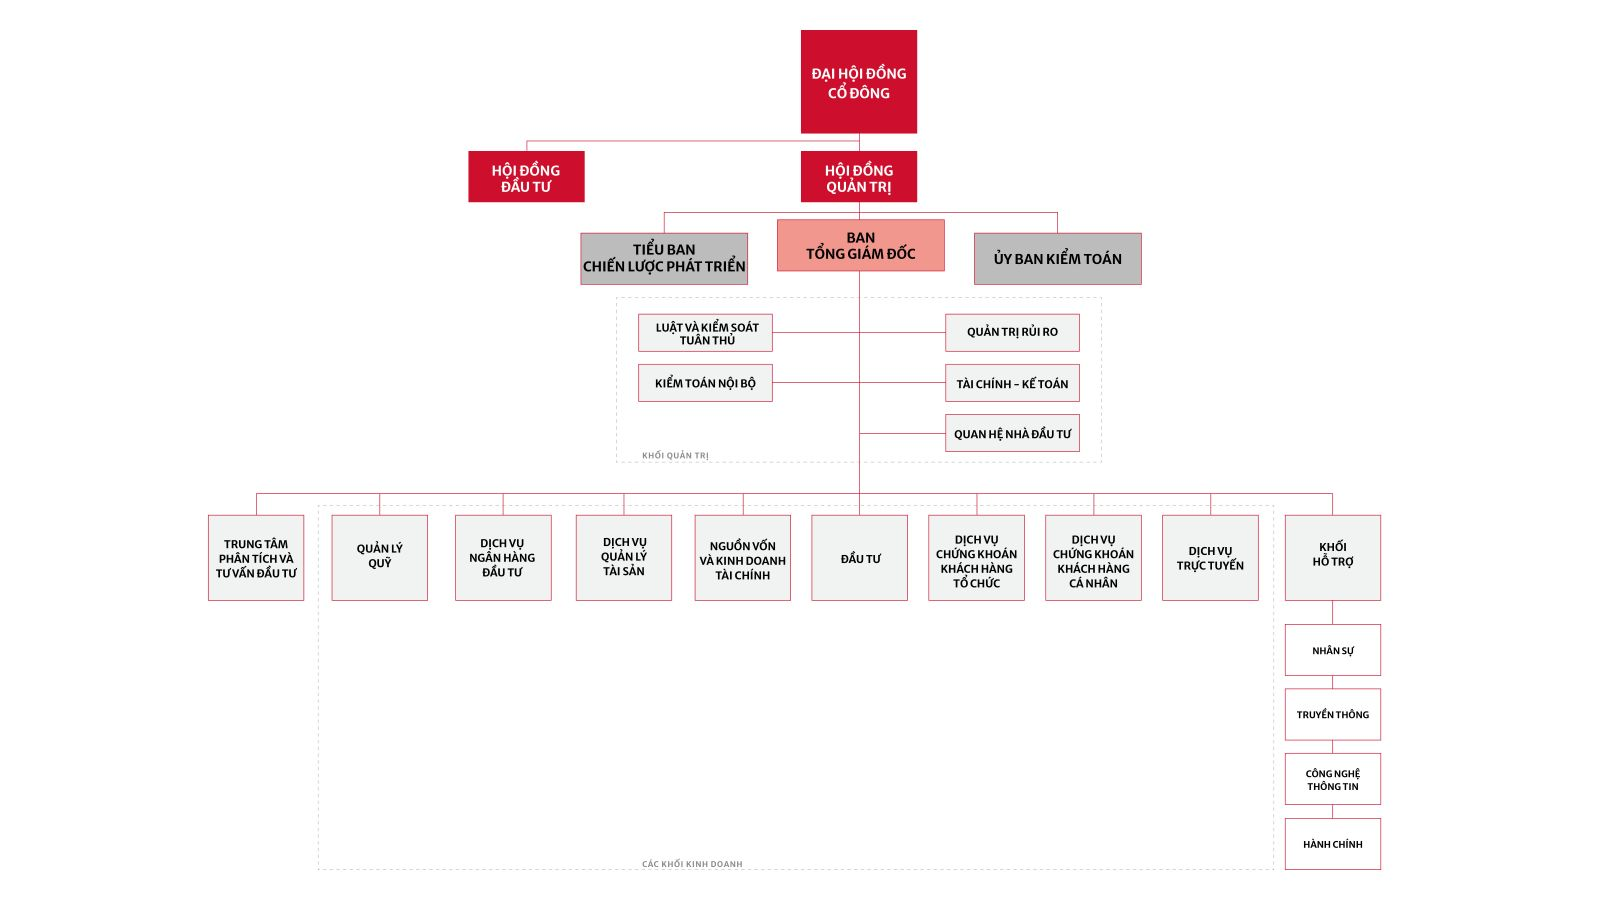 ĐẠI HỘI ĐỒNG
CỔ ĐÔNG
HỘI ĐỒNG
ĐẦU TƯ
HỘI ĐỒNG
QUẢN TRỊ
TIỂU BAN
CHIẾN LƯỢC PHÁT TRIỂN
BAN
TỔNG GIÁM ĐỐC
ỦY BAN KIỂM TOÁN
LUẬT VÀ KIỂM SOÁT
TUÂN THỦ
QUẢN TRỊ RỦI RO
KIỂM TOÁN NỘI BỘ
TÀI CHÍNH – KẾ TOÁN
QUAN HỆ NHÀ ĐẦU TƯ
KHỐI QUẢN TRỊ
TRUNG TÂM
PHÂN TÍCH VÀ
TƯ VẤN ĐẦU TƯ
QUẢN LÝ
QUỸ
DỊCH VỤ
NGÂN HÀNG
ĐẦU TƯ
DỊCH VỤ
QUẢN LÝ
TÀI SẢN
NGUỒN VỐN
VÀ KINH DOANH
TÀI CHÍNH
ĐẦU TƯ
DỊCH VỤ
CHỨNG KHOÁN
KHÁCH HÀNG
TỔ CHỨC
DỊCH VỤ
CHỨNG KHOÁN
KHÁCH HÀNG
CÁ NHÂN
DỊCH VỤ
TRỰC TUYẾN
KHỐI
HỖ TRỢ
NHÂN SỰ
TRUYỀN THÔNG
CÔNG NGHỆ
THÔNG TIN
HÀNH CHÍNH
CÁC KHỐI KINH DOANH